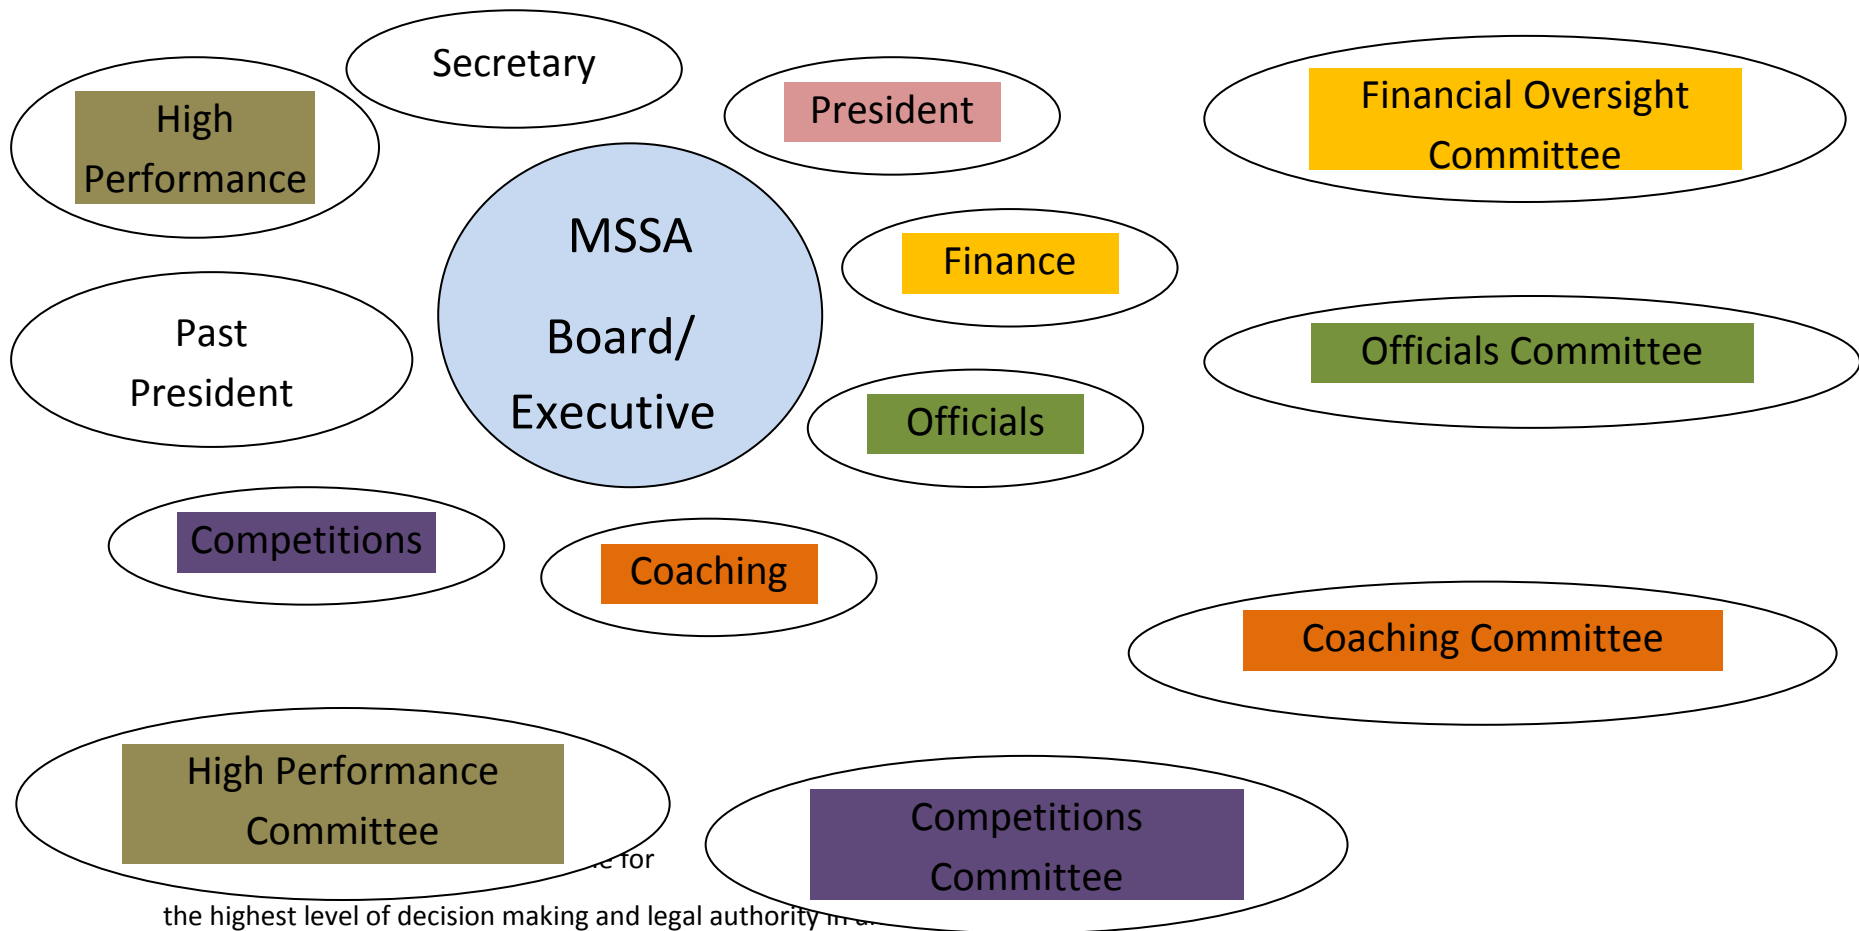 Secretary
President
High
Performance
Financial Oversight
Committee
MSSA
Board/
Executive
Finance
Past
President
Officials
Officials Committee
Competitions
Coaching
Coaching Committee
High Performance
Committee
Competitions
Committee
for
the highest level of decision making and legal authority in